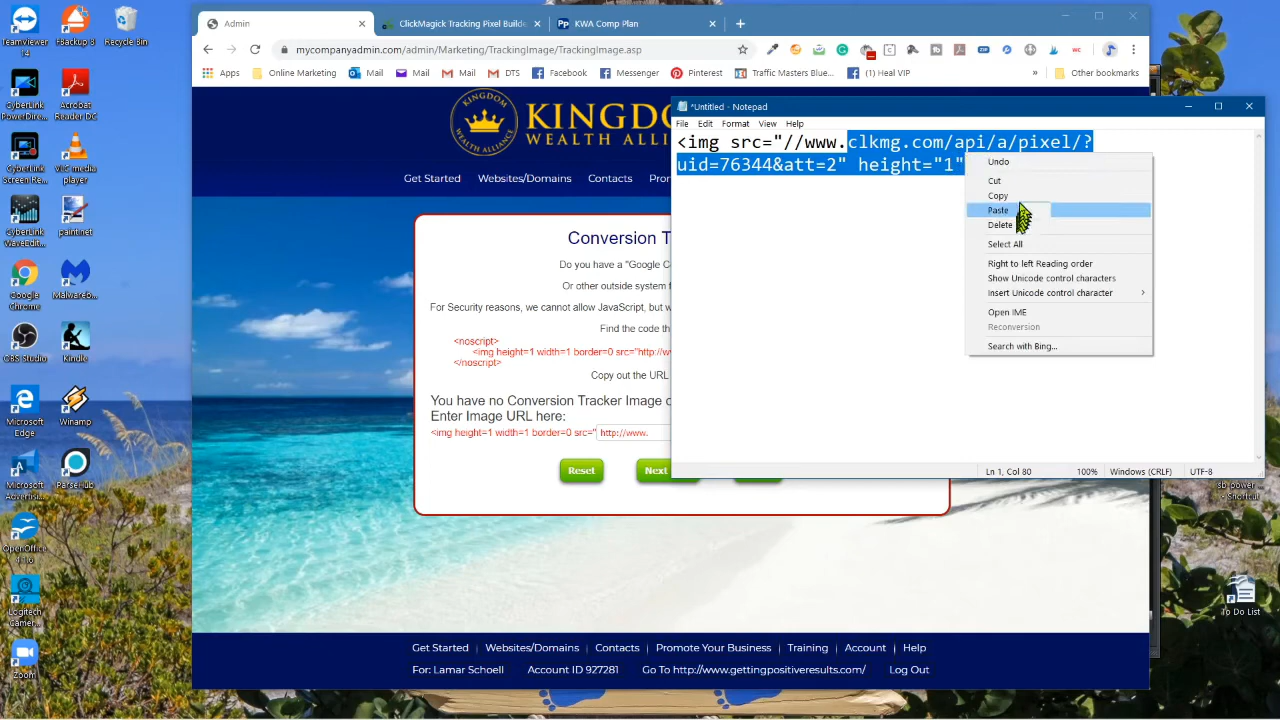 TeamViewer 14
iBackup 8
Recycle Bin
CyberLink PowerDire...
Acrobat Reader DC
CyberLink Screen Re...
VLC media player
CyberLink WaveEdit...
paint.net
Google Chrome
Malwareb...
OBS Studio
Kindle
Microsoft Edge
Winamp
Microsoft Advertisi...
ParseHub
OpenOffice 4.1.6
Logitech Camer...
Zoom
Admin
ClickMagick Tracking Pixel Builde
KWA Comp Plan
mycompanyadmin.com/admin/Marketing/TrackingImage/TrackingImage.asp
Apps
Online Marketing
Mail
Mail
Mail
DTS
Facebook
Messenger
Pinterest
Traffic Masters Blue...
(1) Heal VIP
»
Other bookmarks
KINGDO
WEALTH ALLIA
Get Started
Websites/Domains
Contacts
Pro
Conversion T
Do you have a "Google C
Or other outside system f
For Security reasons, we cannot allow JavaScript, but w
Find the code th
<noscript>
<img height=1 width=1 border=0 src="http://w
</noscript>
Copy out the URL
You have no Conversion Tracker Image c
Enter Image URL here:
<img height=1 width=1 border=0 src=" http://www.
Reset
Next
*Untitled - Notepad
File Edit Format View Help
<img src="//www.clkmg.com/api/a/pixel/?
uid=76344&att=2" height="1"
Undo
Cut
Copy
Paste
Delete
Select All
Right to left Reading order
Show Unicode control characters
Insert Unicode control character
Open IME
Reconversion
Search with Bing...
Ln 1, Col 80
100%
Windows (CRLF)
UTF-8
sb power
- Shortcut
To Do List
Get Started | Websites/Domains | Contacts | Promote Your Business | Training | Account | Help
For: Lamar Schoell Account ID 927281 Go To http://www.gettingpositiveresults.com/ Log Out